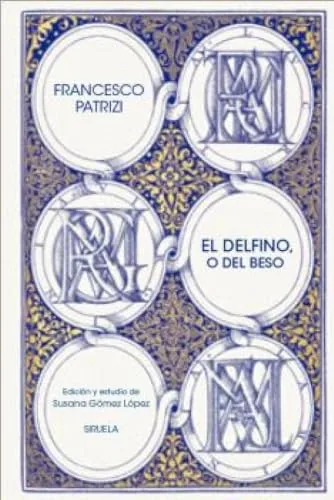 FRANCESCO
PATRIZI
EL DELFINO,
O DEL BESO
Edición y estudio de
Susana Gómez López
SIRUELA